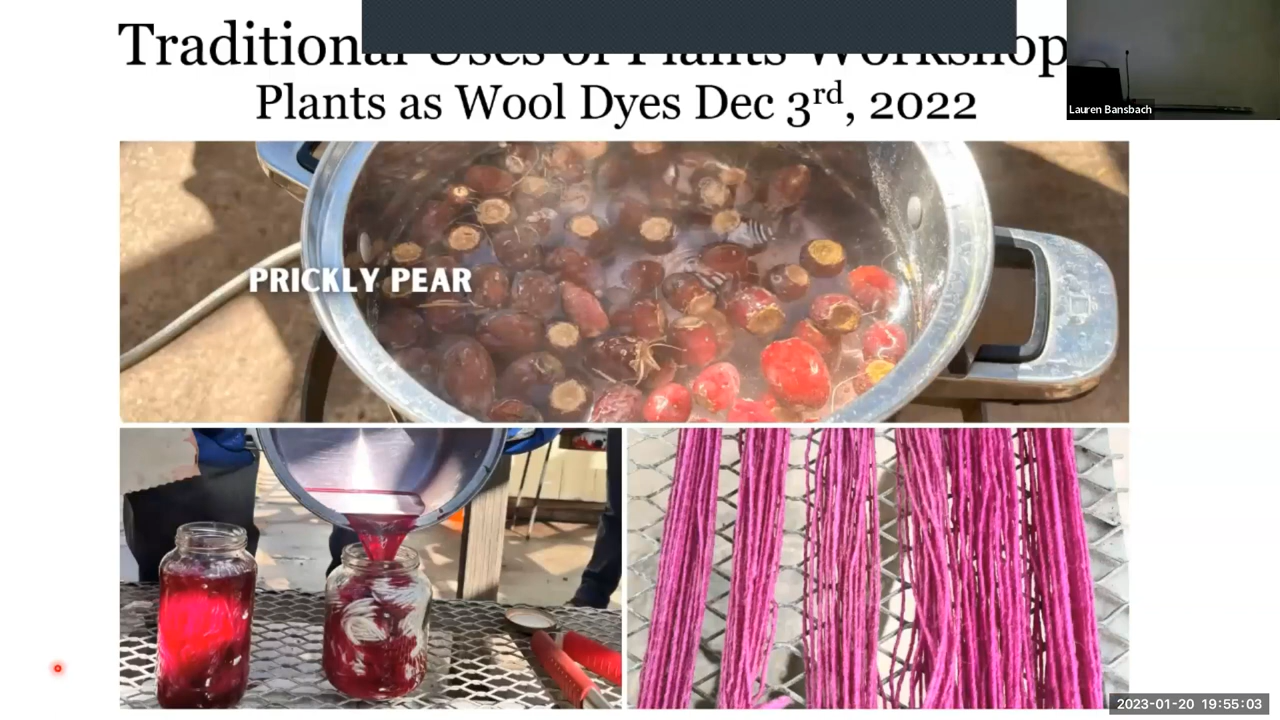 Traditional Uses of Plants Workshop
Plants as Wool Dyes Dec 3rd, 2022
Lauren Bansbach
PRICKLY PEAR
2023-01-20 19:55:03